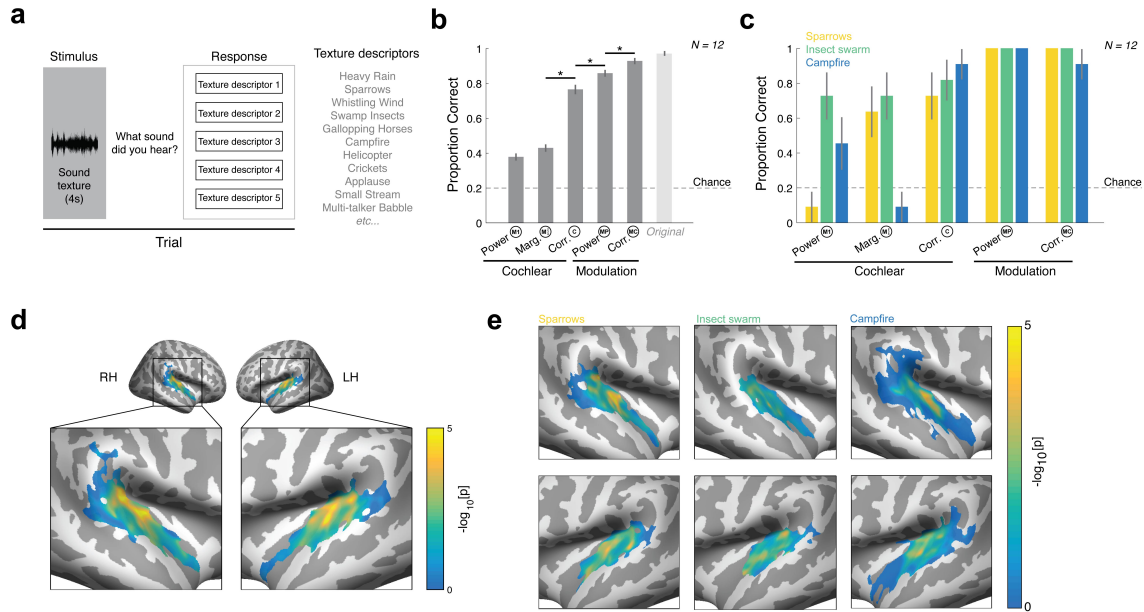 a
Stimulus
Response
Texture descriptors
Texture descriptor 1
Texture descriptor 2
Texture descriptor 3
Texture descriptor 4
Texture descriptor 5
What sound
did you hear?
Sound
texture
(4s)
Trial
Heavy Rain
Sparrows
Whistling Wind
Swamp Insects
Gallopping Horses
Campfire
Helicopter
Crickets
Applause
Small Stream
Multi-talker Babble
etc...
b
N = 12
Proportion Correct
1
0.8
0.6
0.4
0.2
0
* * *
Chance
Power M1
Marg. M
Corr. C
Power MP
Corr. MC
Original
Cochlear
Modulation
c
Sparrows
Insect swarm
Campfire
N = 12
Proportion Correct
1
0.8
0.6
0.4
0.2
0
Chance
Power M1
Marg. M
Corr. C
Power MP
Corr. MC
Cochlear
Modulation
d
RH
LH
5
-log10[p]
0
e
Sparrows
Insect swarm
Campfire
5
-log10[p]
0